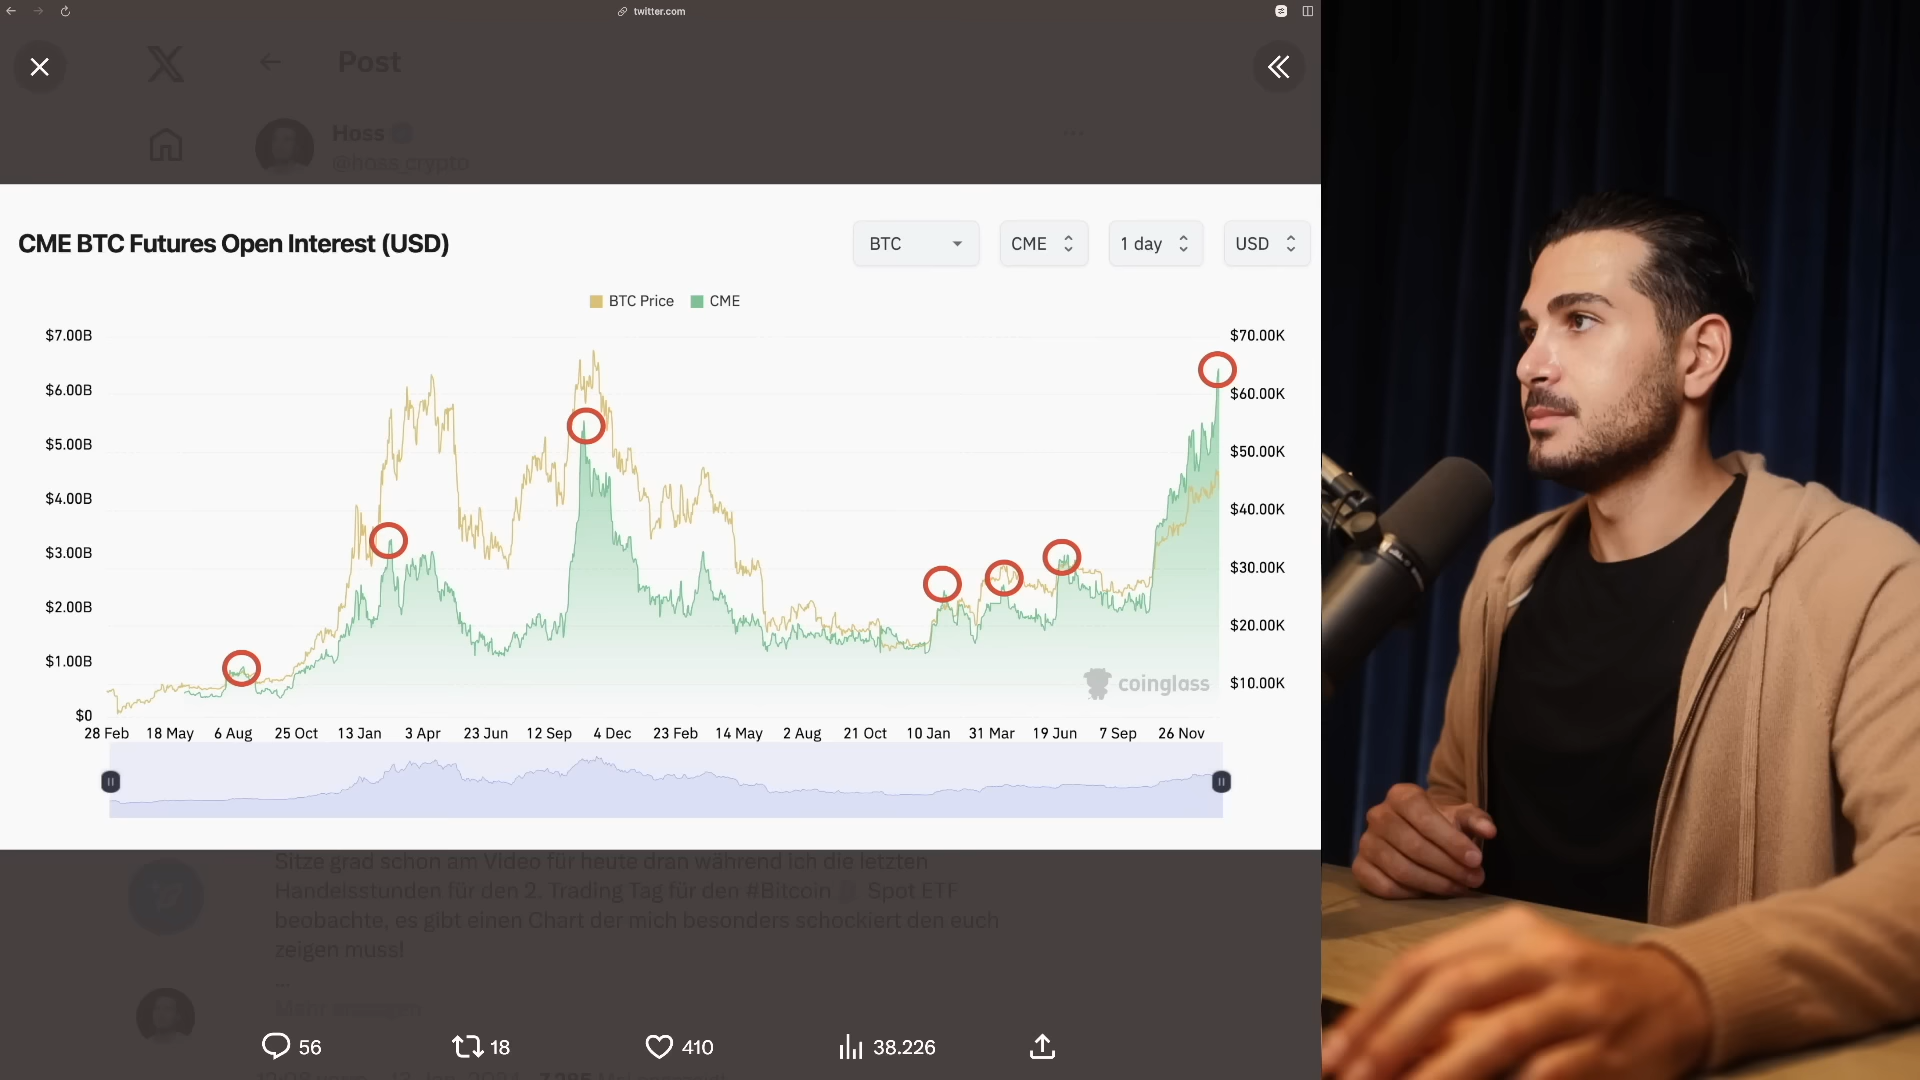 twitter.com
Post
Hoss
@hoss_crypto
CME BTC Futures Open Interest (USD)
BTC
CME
1 day
USD
BTC Price
CME
$7.00B
$6.00B
$5.00B
$4.00B
$3.00B
$2.00B
$1.00B
$0
$70.00K
$60.00K
$50.00K
$40.00K
$30.00K
$20.00K
$10.00K
coinglass
28 Feb 18 May 6 Aug 25 Oct 13 Jan 3 Apr 23 Jun 12 Sep 4 Dec 23 Feb 14 May 2 Aug 21 Oct 10 Jan 31 Mar 19 Jun 7 Sep 26 Nov
Sitze grad schon am Video für heute dran während ich die letzten
Handelsstunden für den 2. Trading Tag für den #Bitcoin Spot ETF
beobachte, es gibt einen Chart der mich besonders schockiert den euch
zeigen muss!
...
Mehr anzeigen
56
18
410
38.226